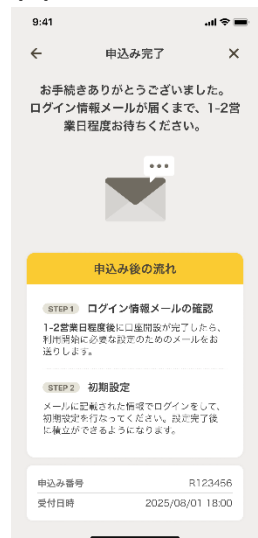 9:41
申込み完了
お手続きありがとうございました。
ログイン情報メールが届くまで、1-2営
業日程度お待ちください。
申込み後の流れ
STEP 1 ログイン情報メールの確認
1-2営業日程度後に口座開設が完了したら、
利用開始に必要な設定のためのメールをお
送りします。
STEP 2 初期設定
メールに記載された情報でログインをして、
初期設定を行なってください。設定完了後
に積立ができるようになります。
申込み番号 R123456
受付日時 2025/08/01 18:00